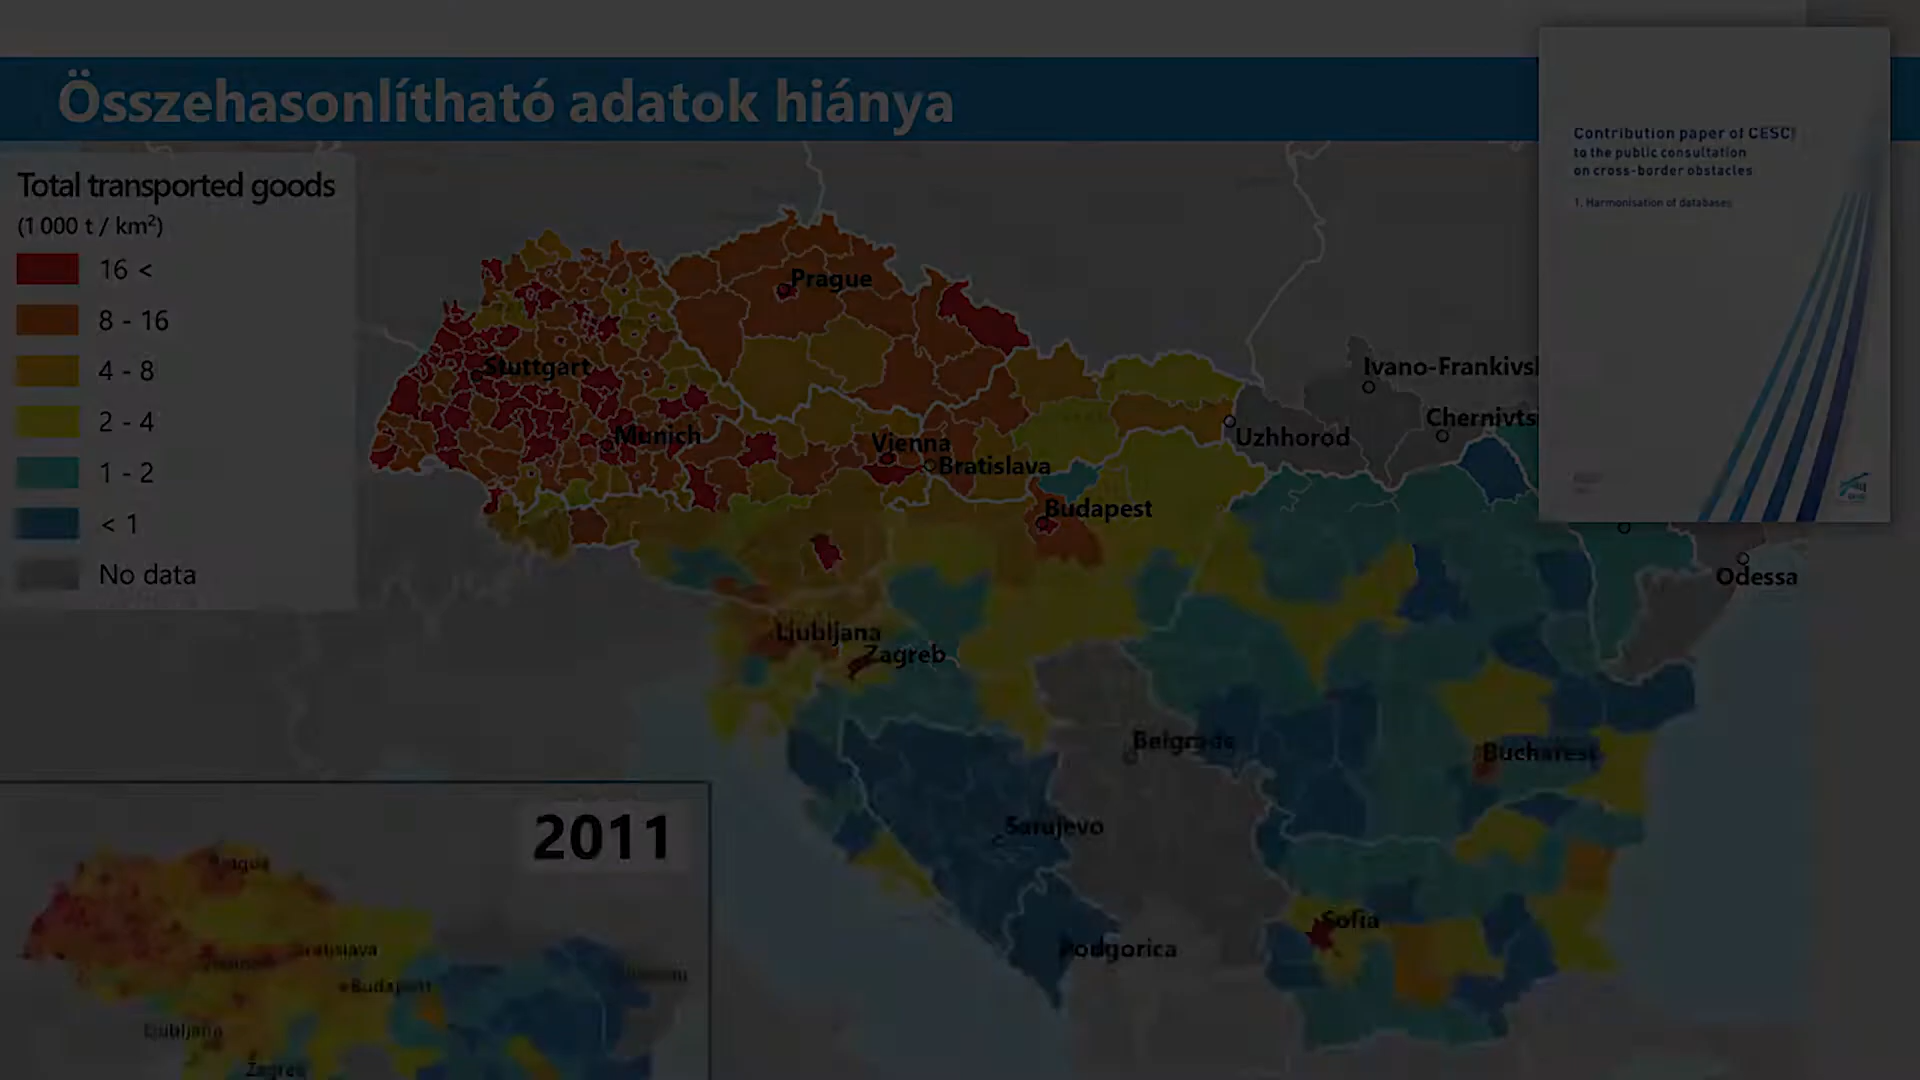 Összehasonlítható adatok hiánya
Contribution paper of CESCI
to the public consultation
on cross-border obstacles
1. Harmonisation of databases
Total transported goods
(1 000 t / km²)
16 <
8 - 16
4 - 8
2 - 4
1 - 2
< 1
No data
Prague
Stuttgart
Munich
Vienna
Bratislava
Budapest
Uzhhorod
Ivano-Frankivsk
Chernivts
Odessa
Ljubljana
Zagreb
Belgrade
Bucharest
Sarajevo
Sofia
Podgorica
2011
Prague
Bratislava
Budapest
Ljubljana
Zagreb